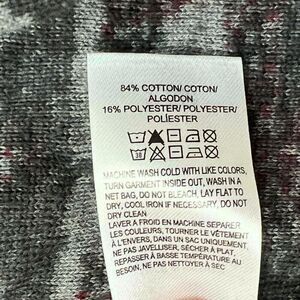 84% COTTON/ COTON/
ALGODON
16% POLYESTER/ POLYESTER/
POLIESTER
MACHINE WASH COLD WITH LIKE COLORS,
TURN GARMENT INSIDE OUT, WASH IN A
NET BAG, DO NOT BLEACH, LAY FLAT TO
DRY, COOL IRON IF NECESSARY, DO NOT
DRY CLEAN
LAVER A FROID EN MACHINE SEPARER
LES COULEURS, TOURNER LE VÊTEMENT
À L'ENVERS, DANS UN SAC UNIQUEMENT,
NE PAS JAVELLISER, SÉCHER À PLAT,
REPASSER À BASSE TEMPÉRATURE AU
BESOIN, NE PAS NETTOYER À SEC